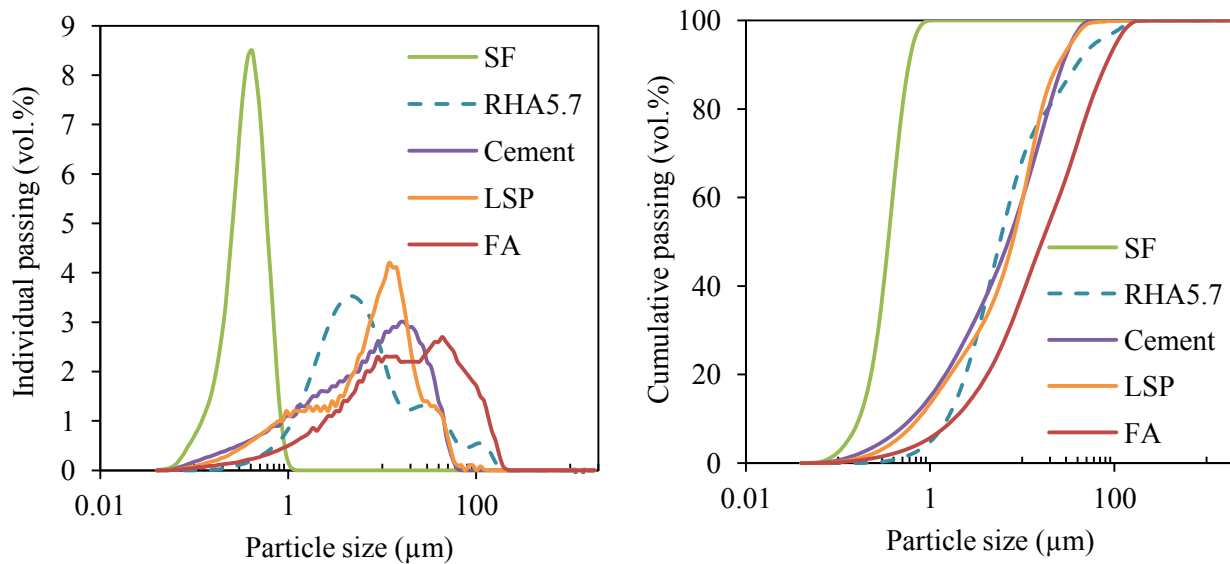 Individual passing (vol.%)
9
8
7
6
5
4
3
2
1
0
0.01
1
100
Particle size (µm)
SF
RHA5.7
Cement
LSP
FA
Cumulative passing (vol.%)
100
80
60
40
20
0
0.01
1
100
Particle size (µm)
SF
RHA5.7
Cement
LSP
FA